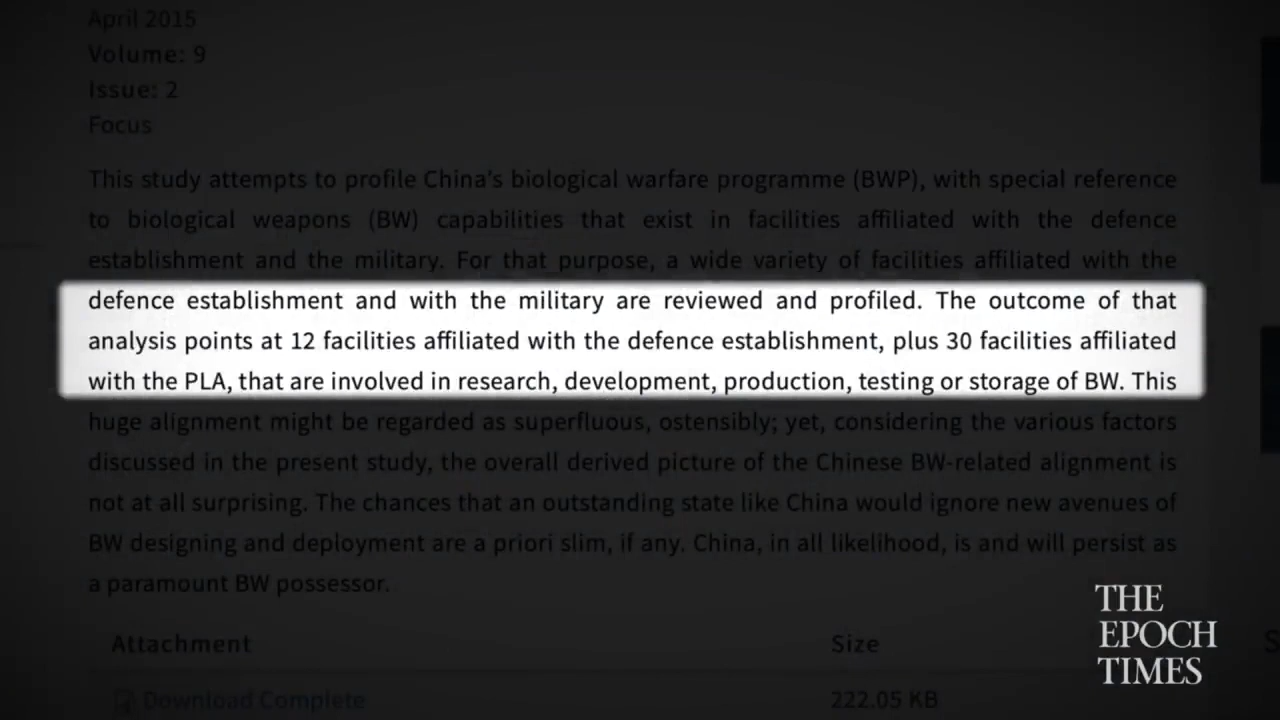 April 2015
Volume: 9
Issue: 2
Focus
This study attempts to profile China's biological warfare programme (BWP), with special reference
to biological weapons (BW) capabilities that exist in facilities affiliated with the defence
establishment and the military. For that purpose, a wide variety of facilities affiliated with the
defence establishment and with the military are reviewed and profiled. The outcome of that
analysis points at 12 facilities affiliated with the defence establishment, plus 30 facilities affiliated
with the PLA, that are involved in research, development, production, testing or storage of BW. This
huge alignment might be regarded as superfluous, ostensibly; yet, considering the various factors
discussed in the present study, the overall derived picture of the Chinese BW-related alignment is
not at all surprising. The chances that an outstanding state like China would ignore new avenues of
BW designing and deployment are a priori slim, if any. China, in all likelihood, is and will persist as
a paramount BW possessor.
Attachment Size
Download Complete 222.05 KB
THE
EPOCH
TIMES